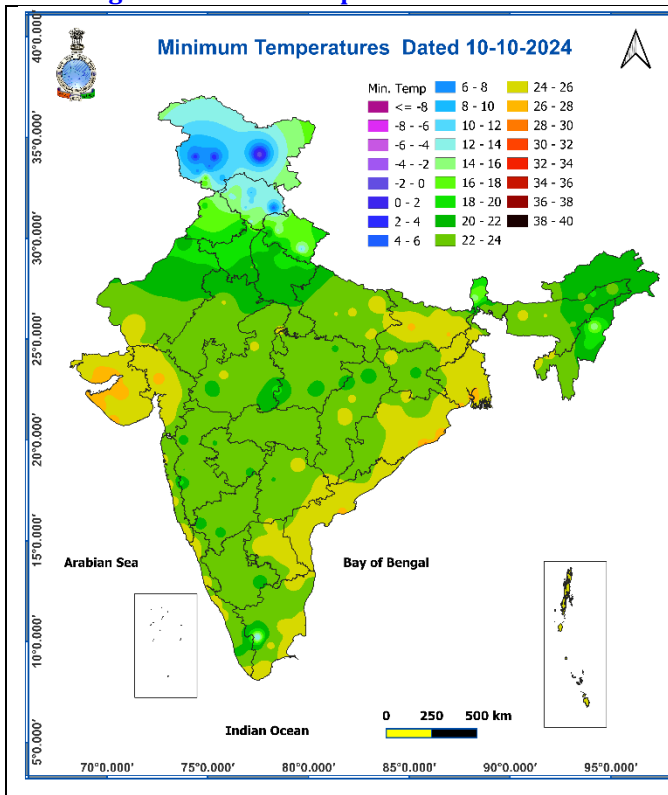 Minimum Temperatures Dated 10-10-2024
Min. Temp
<= -8
-8 - -6
-6 - -4
-4 - -2
-2 - 0
0 - 2
2 - 4
4 - 6
6 - 8
8 - 10
10 - 12
12 - 14
14 - 16
16 - 18
18 - 20
20 - 22
22 - 24
24 - 26
26 - 28
28 - 30
30 - 32
32 - 34
34 - 36
36 - 38
38 - 40
40°0.000'
35°0.000'
30°0.000'
25°0.000'
20°0.000'
15°0.000'
10°0.000'
5°0.000'
Arabian Sea
Bay of Bengal
Indian Ocean
0 250 500 km
70°0.000' 75°0.000' 80°0.000' 85°0.000' 90°0.000' 95°0.000'